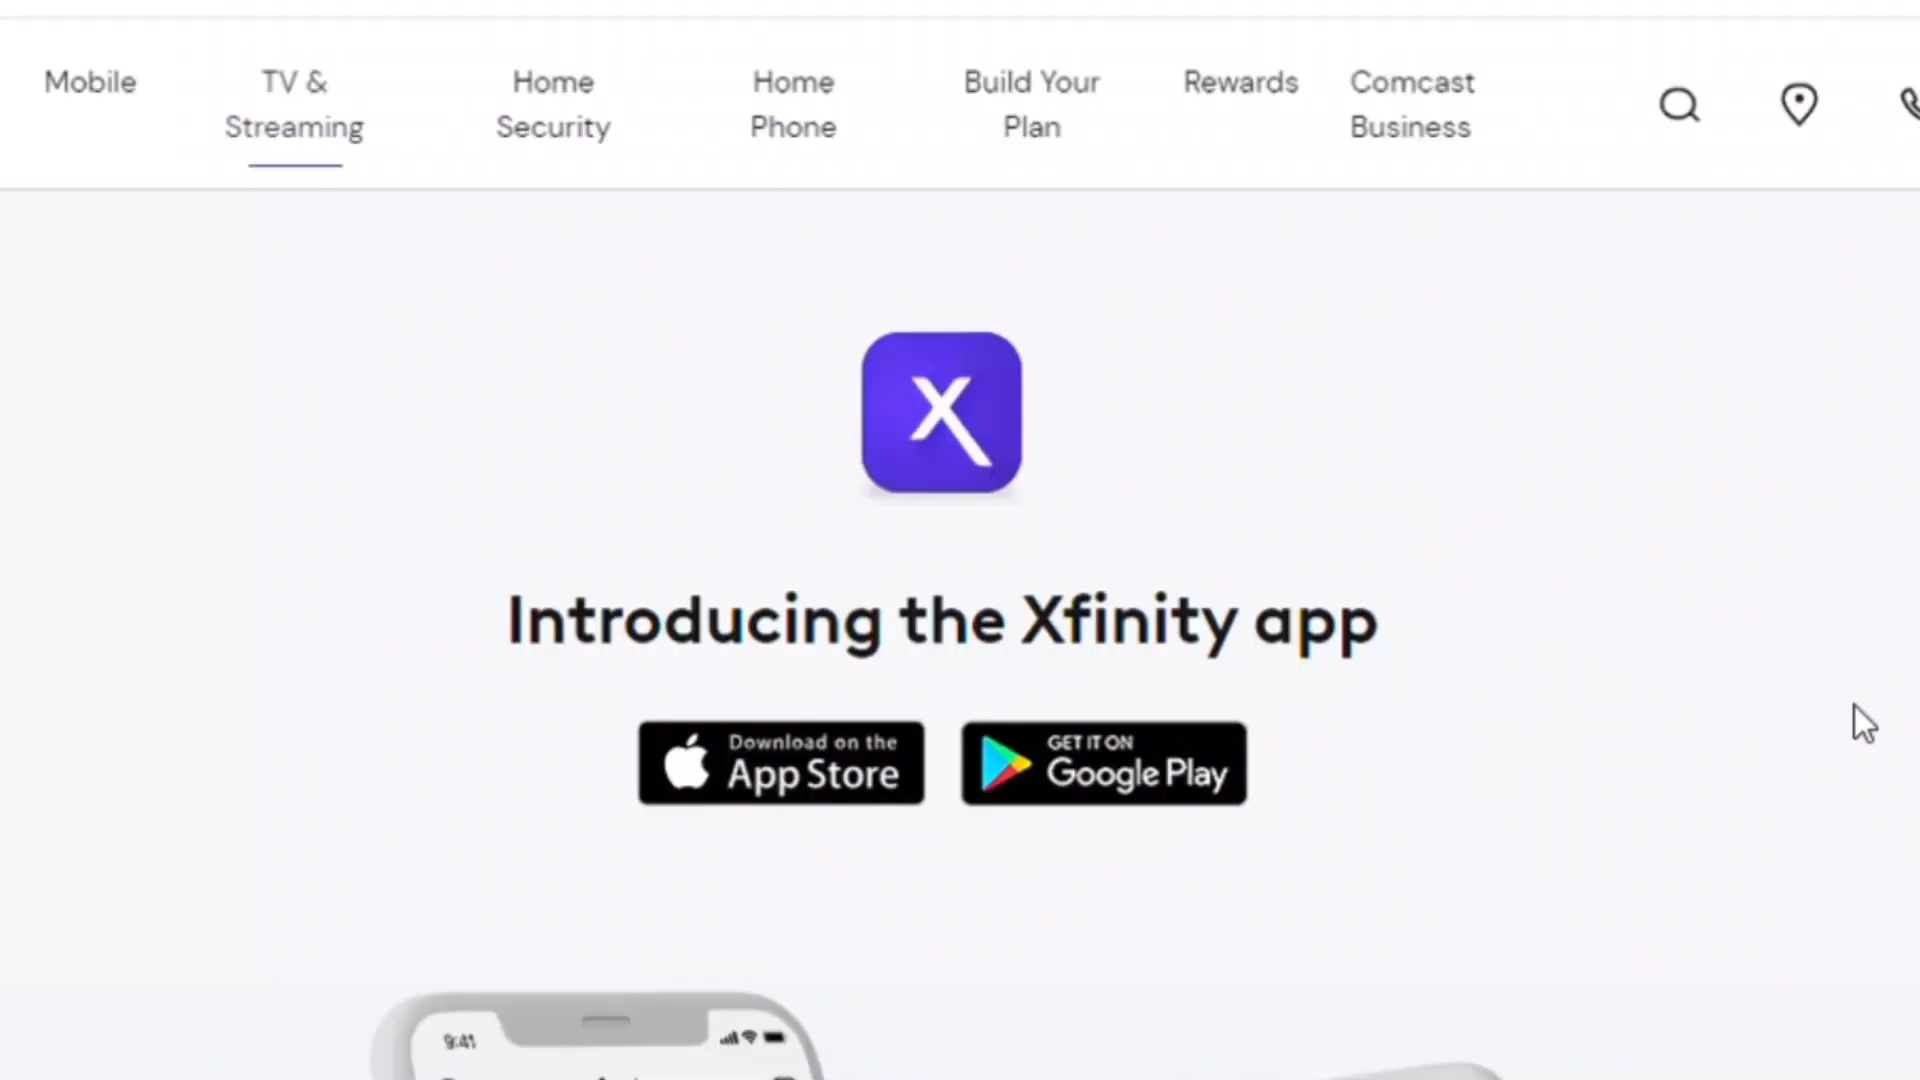 Mobile
TV &
Streaming
Home
Security
Home
Phone
Build Your
Plan
Rewards
Comcast
Business
X
Introducing the Xfinity app
Download on the
App Store
GET IT ON
Google Play
9:41